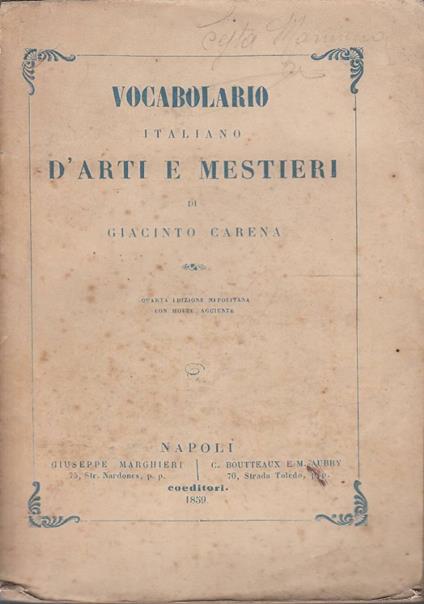 VOCABOLARIO
ITALIANO
D'ARTI E MESTIERI
DI
GIACINTO CARENA
QUARTA EDIZIONE NAPOLITANA
CON MOLTE AGGIUNTE
NAPOLI
GIUSEPPE MARGHIERI
75, Str. Nardones, p. p.
C. BOUTTEAUX E M. AUBRY
70, Strada Toledo, p.p.
coeditori.
1859.